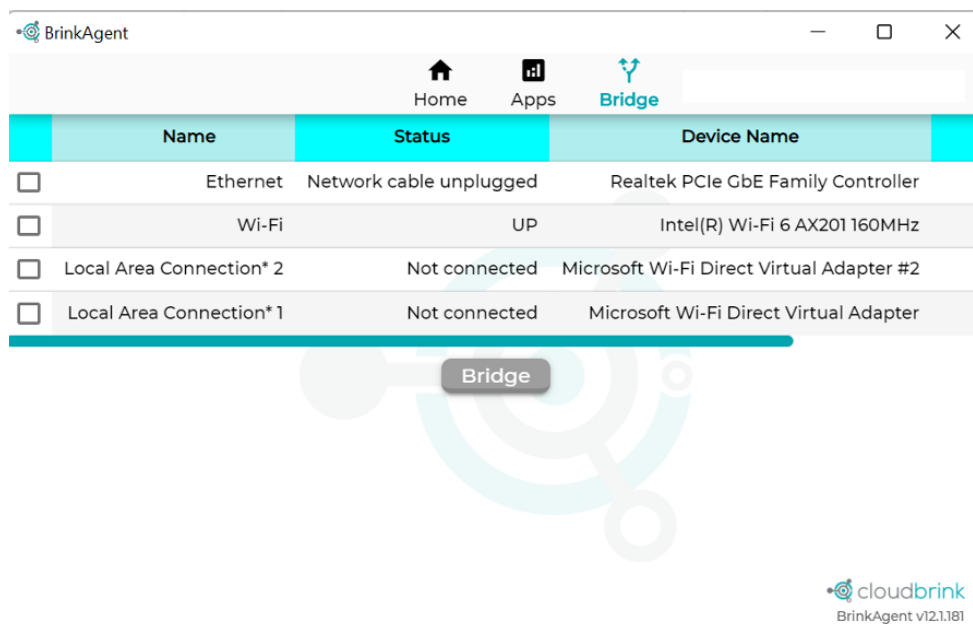 BrinkAgent
Home Apps Bridge
Name Status Device Name
Ethernet Network cable unplugged Realtek PCIe GbE Family Controller
Wi-Fi UP Intel(R) Wi-Fi 6 AX201 160MHz
Local Area Connection* 2 Not connected Microsoft Wi-Fi Direct Virtual Adapter #2
Local Area Connection* 1 Not connected Microsoft Wi-Fi Direct Virtual Adapter
Bridge
cloudbrink
BrinkAgent v12.1.181